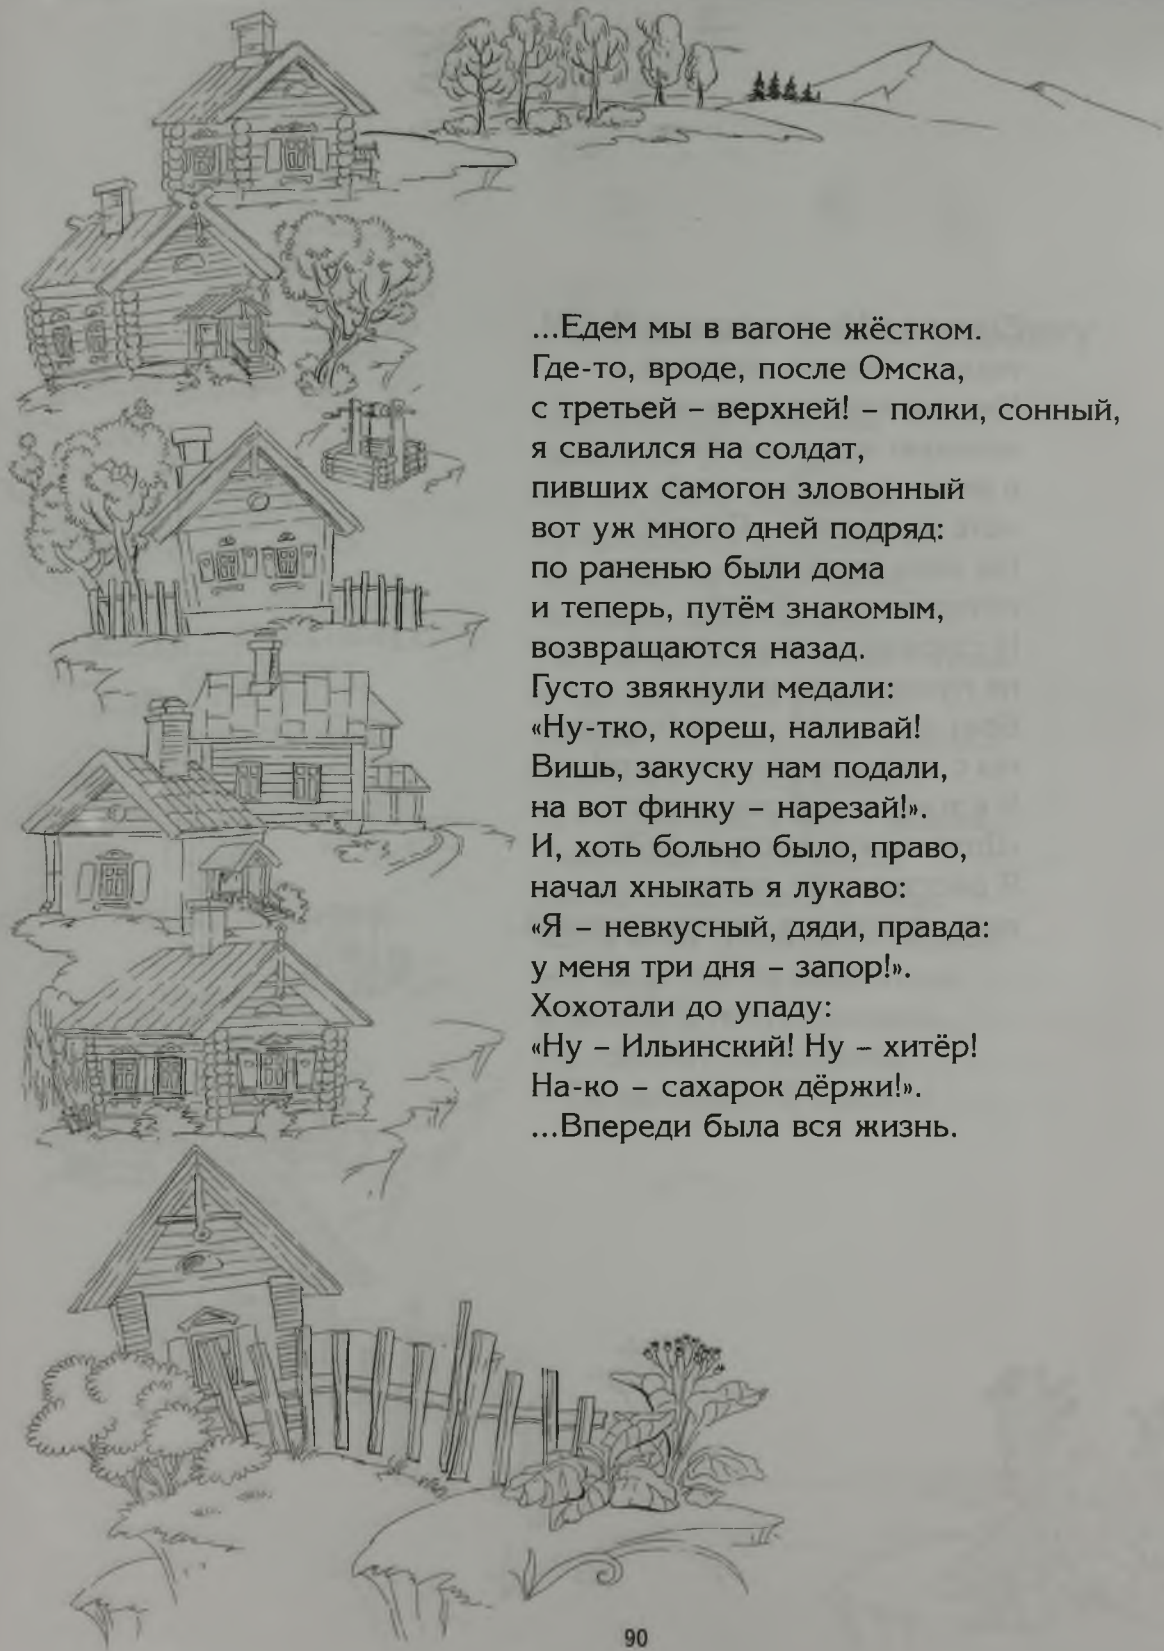 ...Едем мы в вагоне жёстком.
Где-то, вроде, после Омска,
с третьей – верхней! – полки, сонный,
я свалился на солдат,
пивших самогон зловонный
вот уж много дней подряд:
по раненью были дома
и теперь, путём знакомым,
возвращаются назад.
Густо звякнули медали:
«Ну-тко, кореш, наливай!
Вишь, закуску нам подали,
на вот финку – нарезай!».
И, хоть больно было, право,
начал хныкать я лукаво:
«Я – невкусный, дяди, правда:
у меня три дня – запор!».
Хохотали до упаду:
«Ну – Ильинский! Ну – хитёр!
На-ко – сахарок дёржи!».
...Впереди была вся жизнь.
90